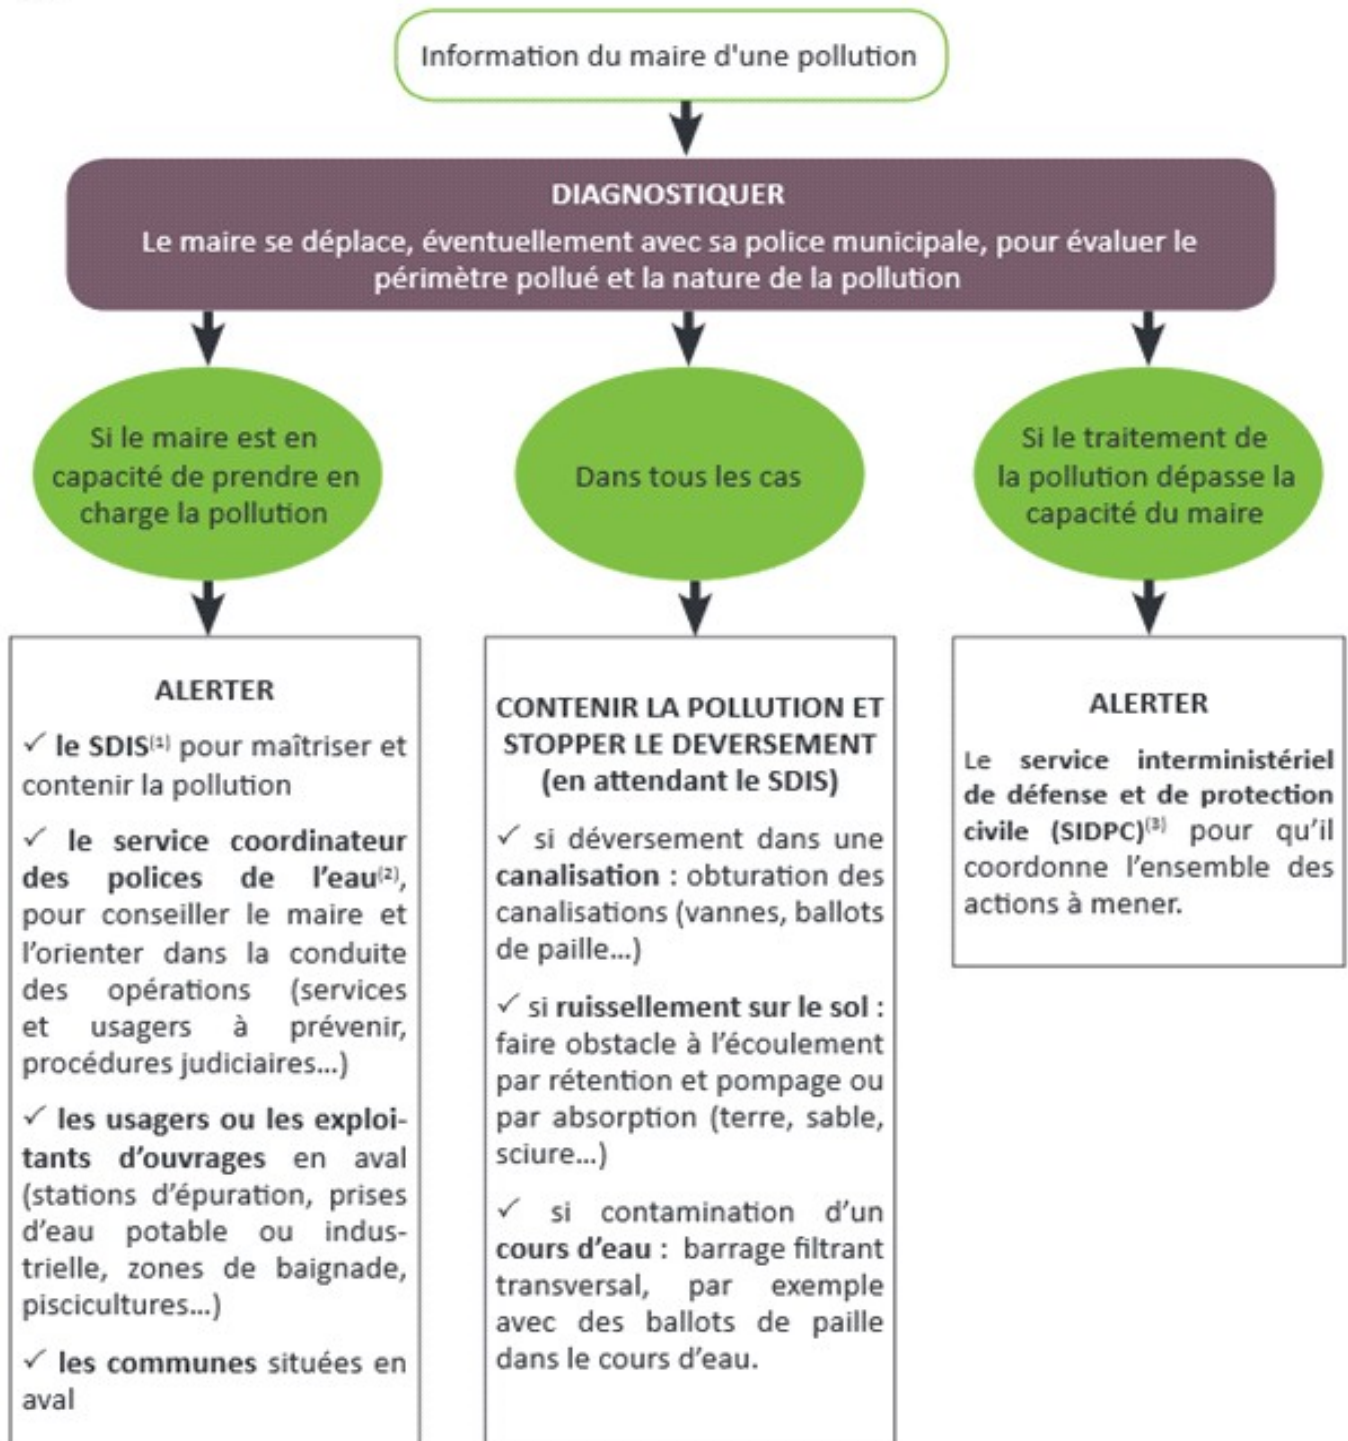 Information du maire d'une pollution
DIAGNOSTIQUER
Le maire se déplace, éventuellement avec sa police municipale, pour évaluer le
périmètre pollué et la nature de la pollution
Si le maire est en
capacité de prendre en
charge la pollution
Dans tous les cas
Si le traitement de
la pollution dépasse la
capacité du maire
ALERTER
✓ le SDIS(1) pour maîtriser et
contenir la pollution
✓ le service coordinateur
des polices de l'eau(2),
pour conseiller le maire et
l'orienter dans la conduite
des opérations (services
et usagers à prévenir,
procédures judiciaires...)
✓ les usagers ou les exploi-
tants d'ouvrages en aval
(stations d'épuration, prises
d'eau potable ou indus-
trielle, zones de baignade,
piscicultures...)
✓ les communes situées en
aval
CONTENIR LA POLLUTION ET
STOPPER LE DEVERSEMENT
(en attendant le SDIS)
✓ si déversement dans une
canalisation : obturation des
canalisations (vannes, ballots
de paille...)
✓ si ruissellement sur le sol :
faire obstacle à l'écoulement
par rétention et pompage ou
par absorption (terre, sable,
sciure...)
✓ si contamination d'un
cours d'eau : barrage filtrant
transversal, par exemple
avec des ballots de paille
dans le cours d'eau.
ALERTER
Le service interministériel
de défense et de protection
civile (SIDPC)(3) pour qu'il
coordonne l'ensemble des
actions à mener.